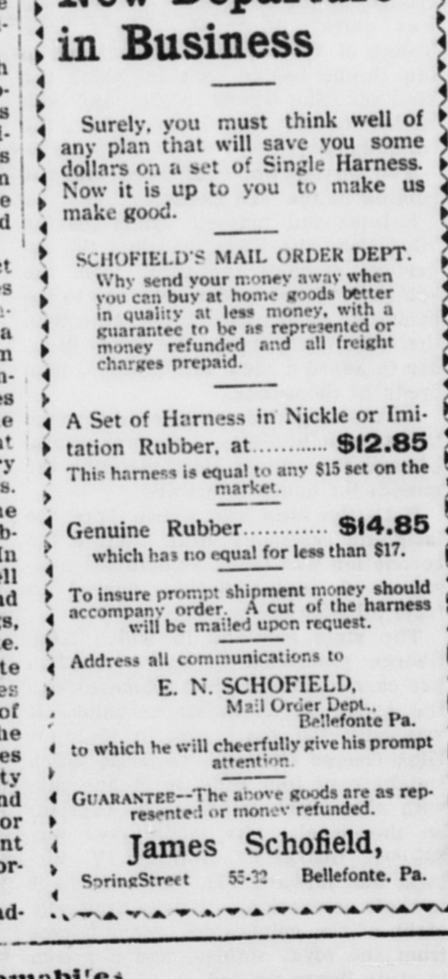 New Departure
in Business
Surely, you must think well of
any plan that will save you some
dollars on a set of Single Harness.
Now it is up to you to make us
make good.
SCHOFIELD'S MAIL ORDER DEPT.
Why send your money away when
you can buy at home goods better
in quality at less money, with a
guarantee to be as represented or
money refunded and all freight
charges prepaid.
A Set of Harness in Nickle or Imi-
tation Rubber, at............ $12.85
This harness is equal to any $15 set on the
market.
Genuine Rubber............. $14.85
which has no equal for less than $17.
To insure prompt shipment money should
accompany order. A cut of the harness
will be mailed upon request.
Address all communications to
E. N. SCHOFIELD,
Mail Order Dept.,
Bellefonte Pa.
to which he will cheerfully give his prompt
attention.
GUARANTEE--The above goods are as rep-
resented or money refunded.
James Schofield,
Spring Street 55-32 Bellefonte. Pa.